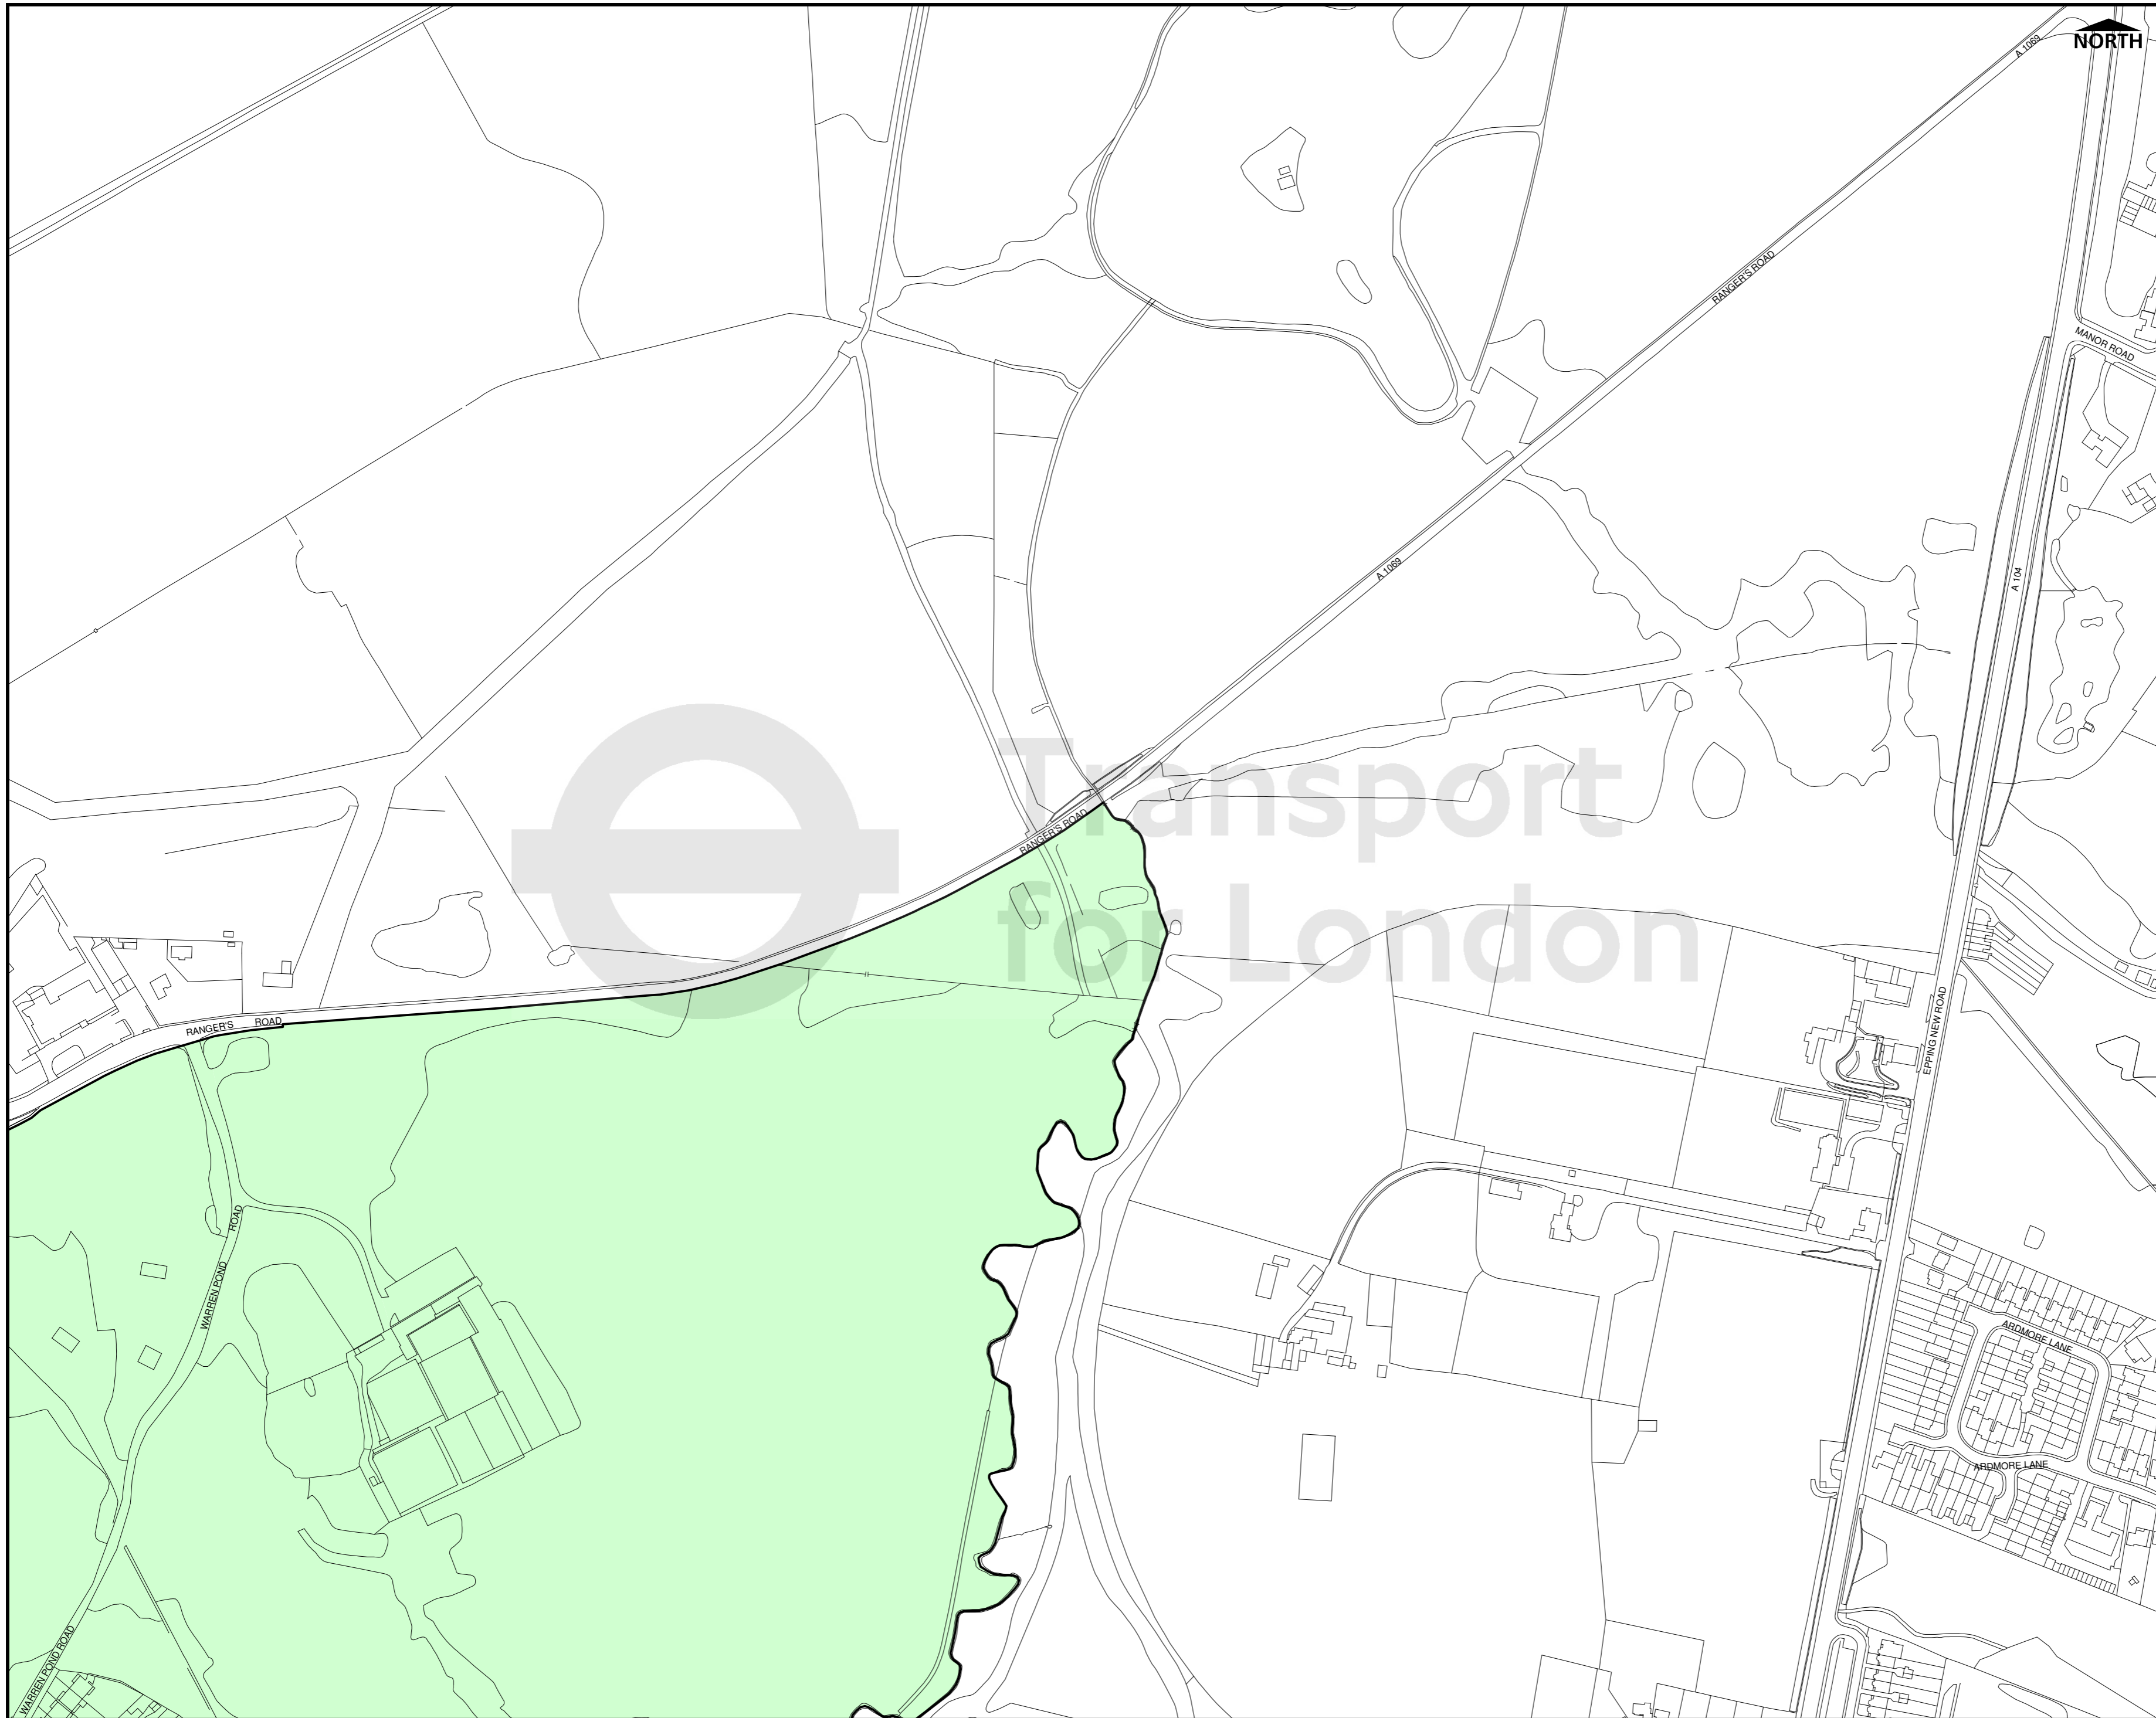 A 1069
NORTH
RANGER'S ROAD
MANOR ROAD
A 1069
A 104
Transport
for London
RANGER'S ROAD
RANGER'S ROAD
EPPING NEW ROAD
WARREN POND ROAD
ARDMORE LANE
ARDMORE LANE
WARREN POND ROAD